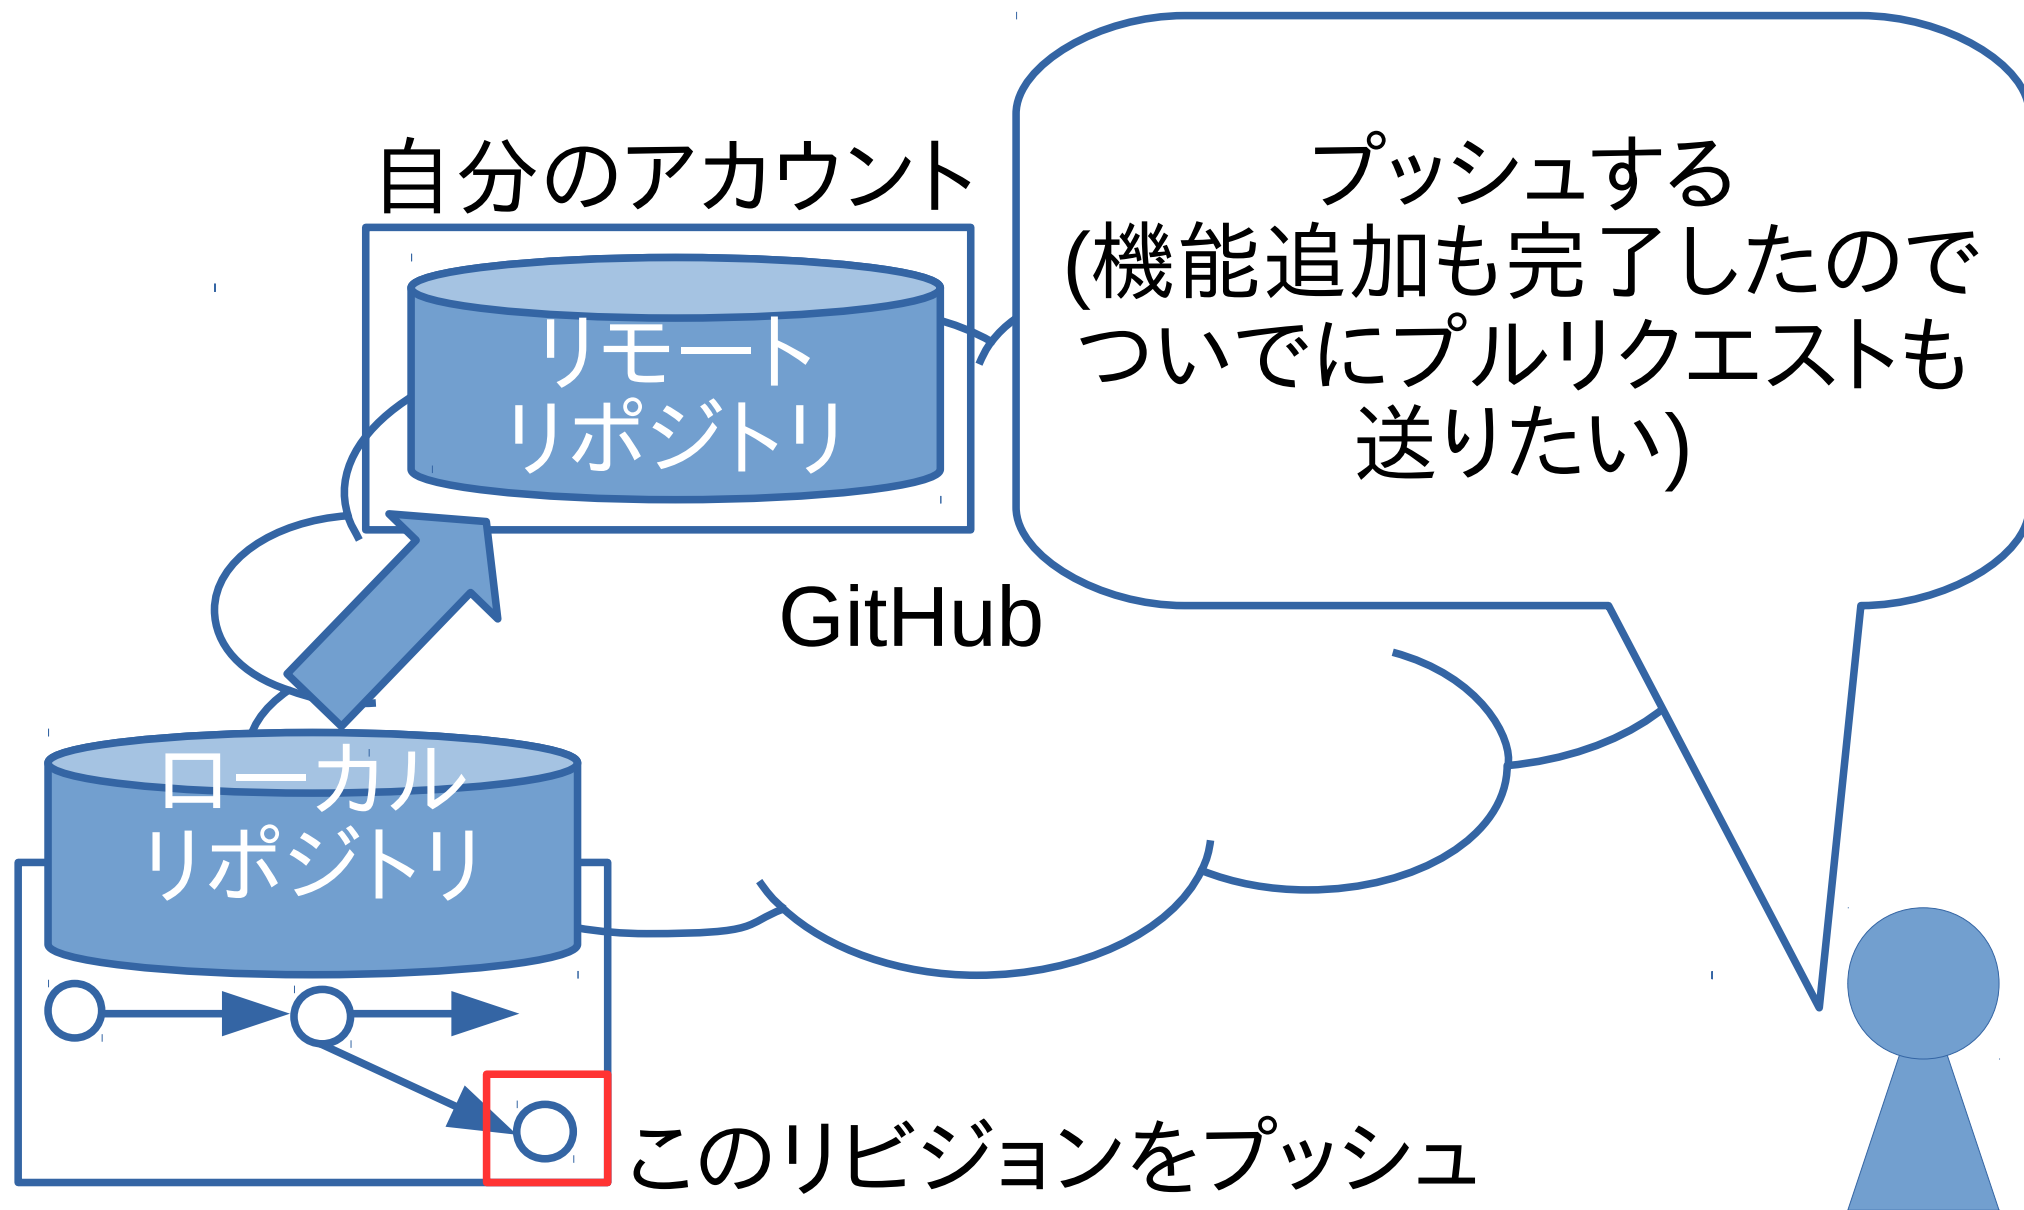 自分のアカウント
プッシュする
(機能追加も完了したので
ついでにプルリクエストも
送りたい)
リモート
リポジトリ
GitHub
ローカル
リポジトリ
このリビジョンをプッシュ